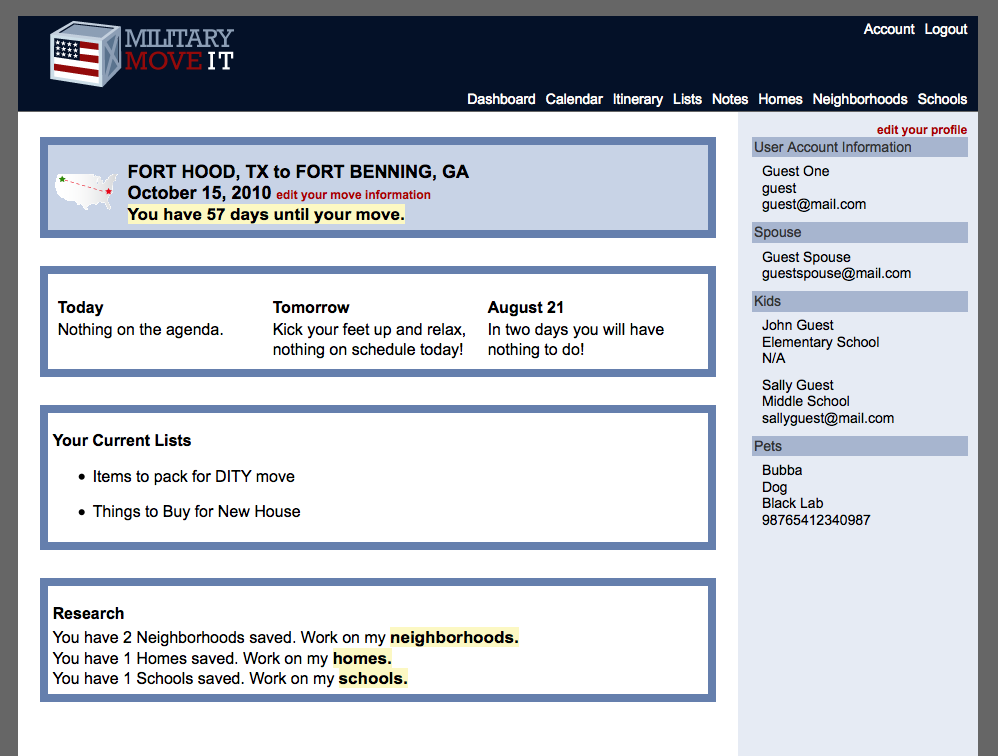 MILITARY
MOVE IT
Account Logout
Dashboard Calendar Itinerary Lists Notes Homes Neighborhoods Schools
FORT HOOD, TX to FORT BENNING, GA
October 15, 2010 edit your move information
You have 57 days until your move.
Today
Nothing on the agenda.
Tomorrow
Kick your feet up and relax,
nothing on schedule today!
August 21
In two days you will have
nothing to do!
Your Current Lists
• Items to pack for DITY move
• Things to Buy for New House
Research
You have 2 Neighborhoods saved. Work on my neighborhoods.
You have 1 Homes saved. Work on my homes.
You have 1 Schools saved. Work on my schools.
edit your profile
User Account Information
Guest One
guest
guest@mail.com
Spouse
Guest Spouse
guestspouse@mail.com
Kids
John Guest
Elementary School
N/A
Sally Guest
Middle School
sallyguest@mail.com
Pets
Bubba
Dog
Black Lab
98765412340987